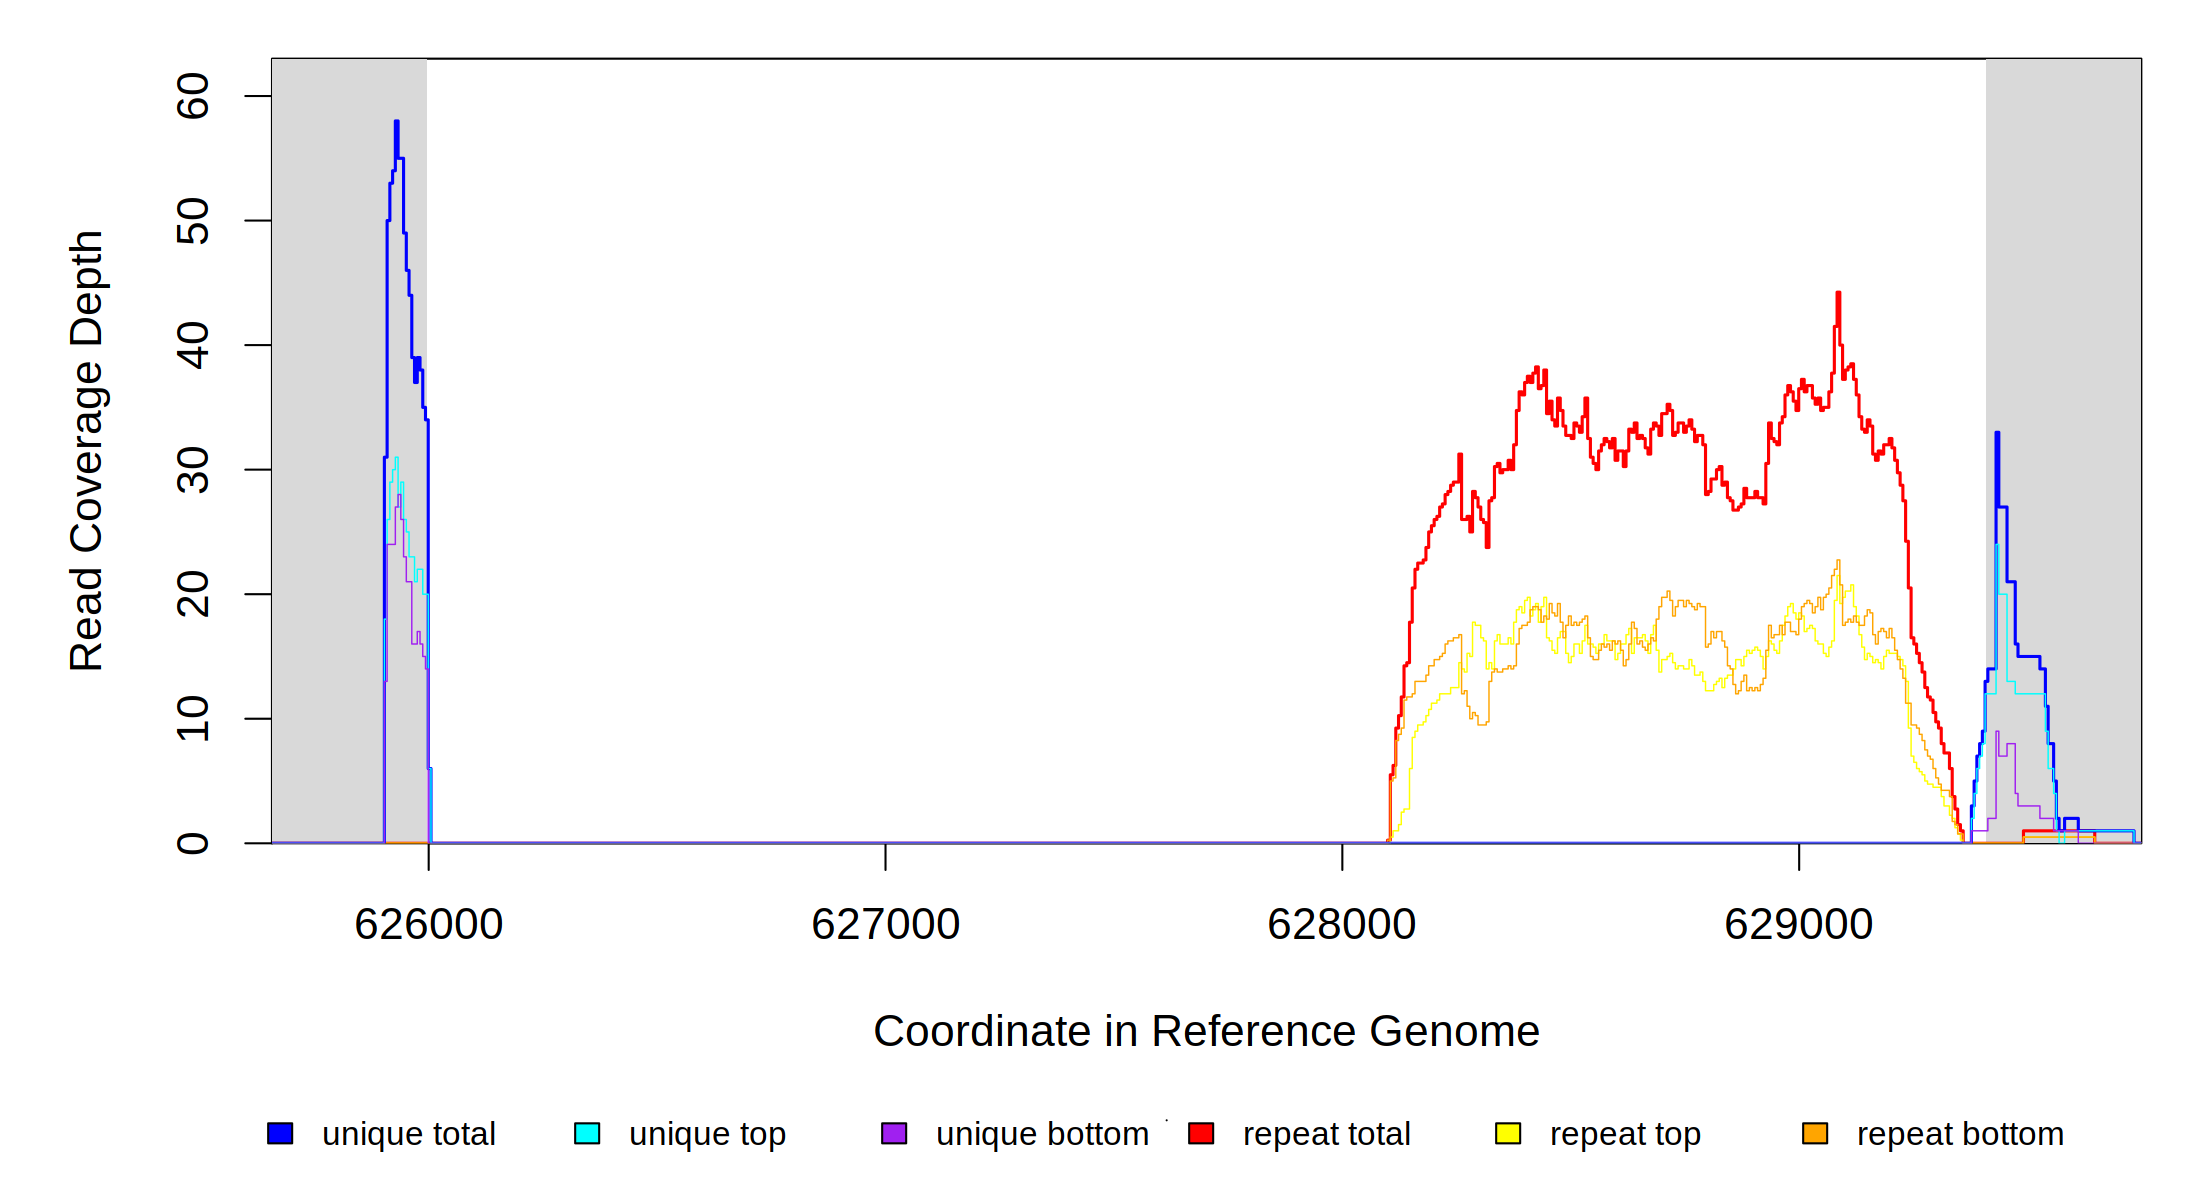 Read Coverage Depth
60
50
40
30
20
10
0
626000 627000 628000 629000
Coordinate in Reference Genome
unique total unique top unique bottom repeat total repeat top repeat bottom